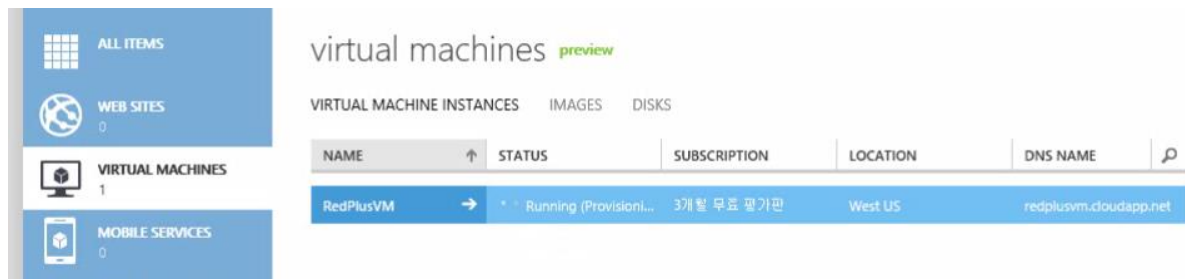 ALL ITEMS
WEB SITES
0
VIRTUAL MACHINES
1
MOBILE SERVICES
0
virtual machines preview
VIRTUAL MACHINE INSTANCES IMAGES DISKS
NAME STATUS SUBSCRIPTION LOCATION DNS NAME
RedPlusVM Running (Provisioni... 3개월 무료 평가판 West US redplusvm.cloudapp.net